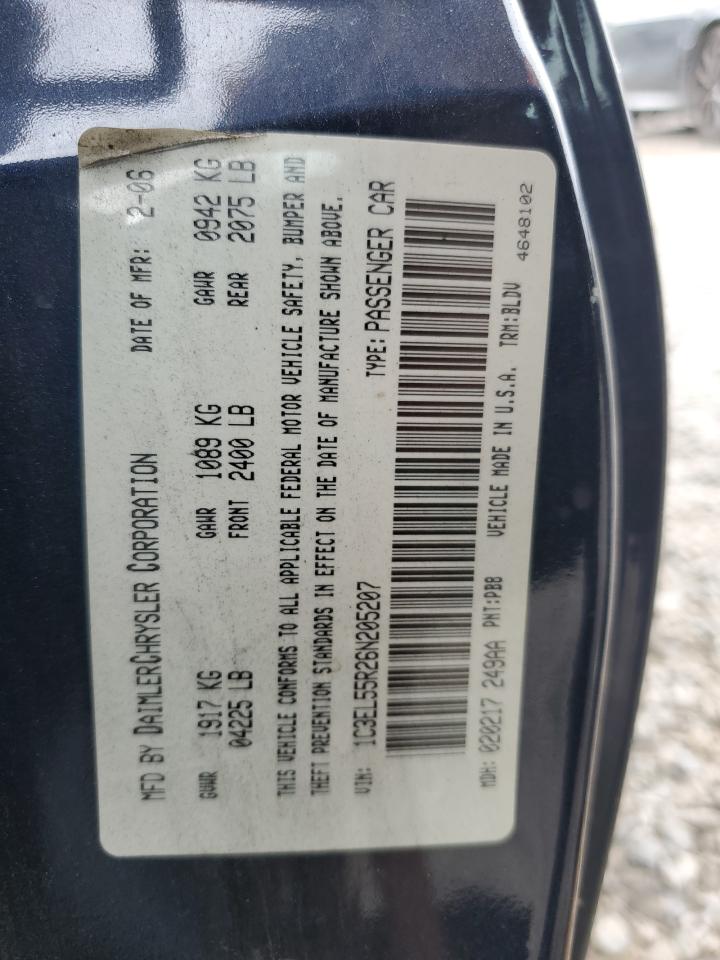 MFD BY DAIMLERCHRYSLER CORPORATION DATE OF MFR: 2-06
GVWR 1917 KG GAWR 1089 KG GAWR 0942 KG
04225 LB FRONT 2400 LB REAR 2075 LB
THIS VEHICLE CONFORMS TO ALL APPLICABLE FEDERAL MOTOR VEHICLE SAFETY, BUMPER AND
THEFT PREVENTION STANDARDS IN EFFECT ON THE DATE OF MANUFACTURE SHOWN ABOVE.
VIN: 1C3EL55R26N205207 TYPE: PASSENGER CAR
MDH: 020217 249AA PNT:PB8 VEHICLE MADE IN U.S.A. TRM:BLDV
4648102